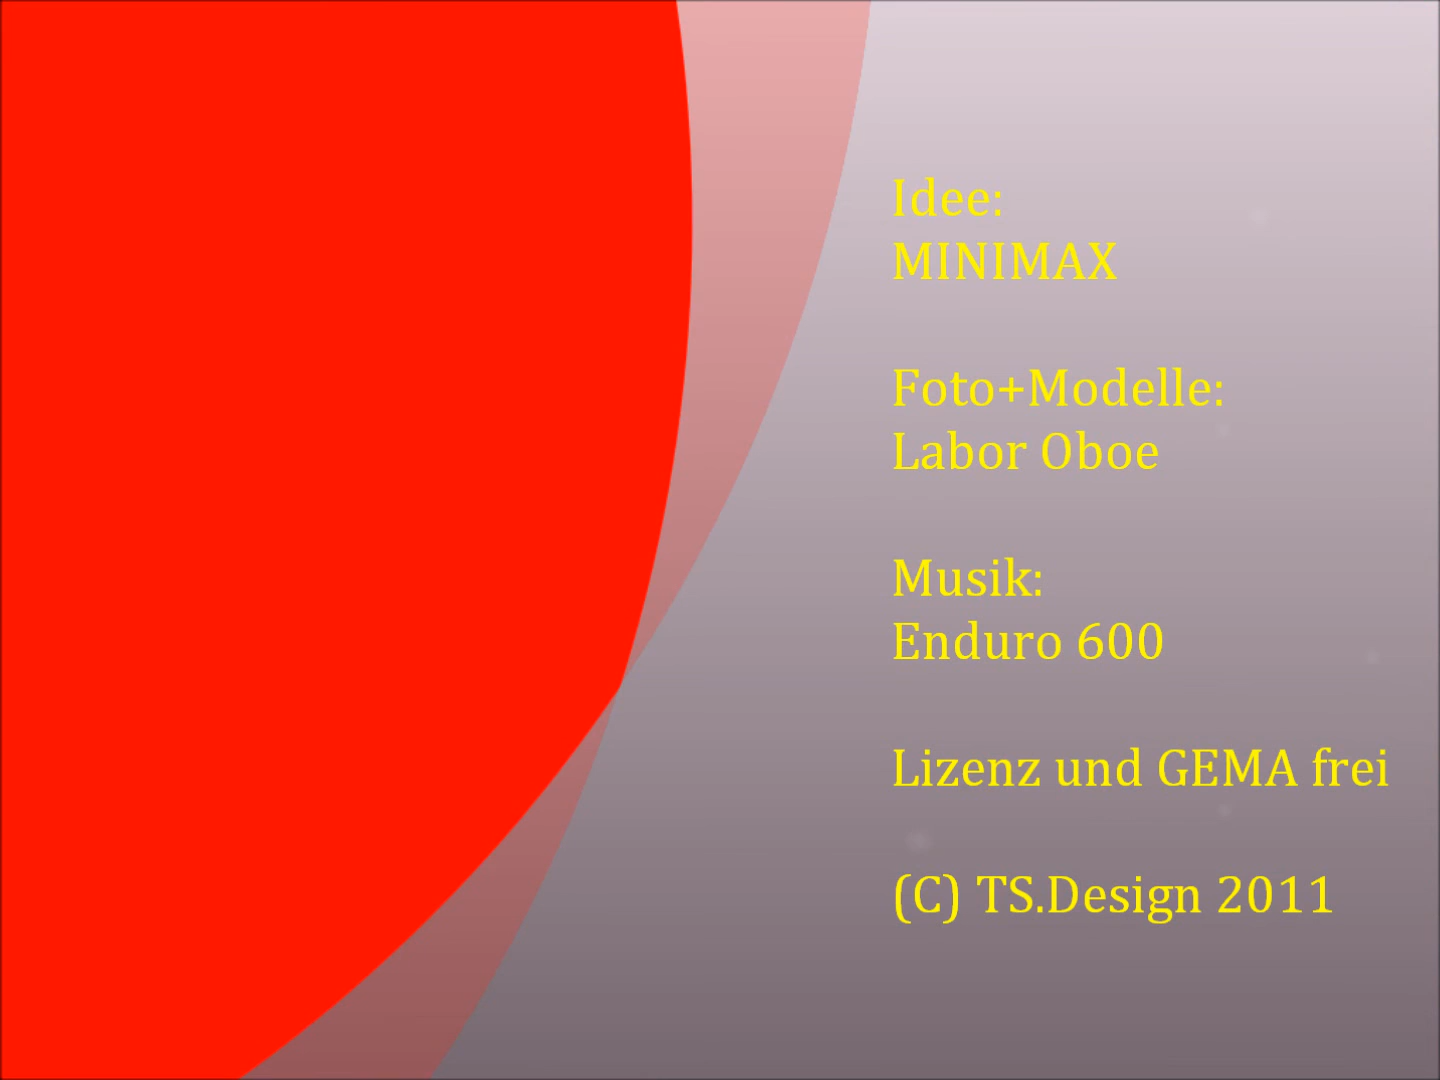 Idee:
MINIMAX
Foto+Modelle:
Labor Oboe
Musik:
Enduro 600
Lizenz und GEMA frei
(C) TS.Design 2011